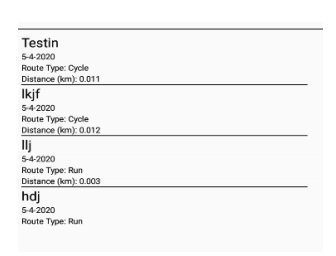 Testin
5-4-2020
Route Type: Cycle
Distance (km): 0.011
lkjf
5-4-2020
Route Type: Cycle
Distance (km): 0.012
llj
5-4-2020
Route Type: Run
Distance (km): 0.003
hdj
5-4-2020
Route Type: Run